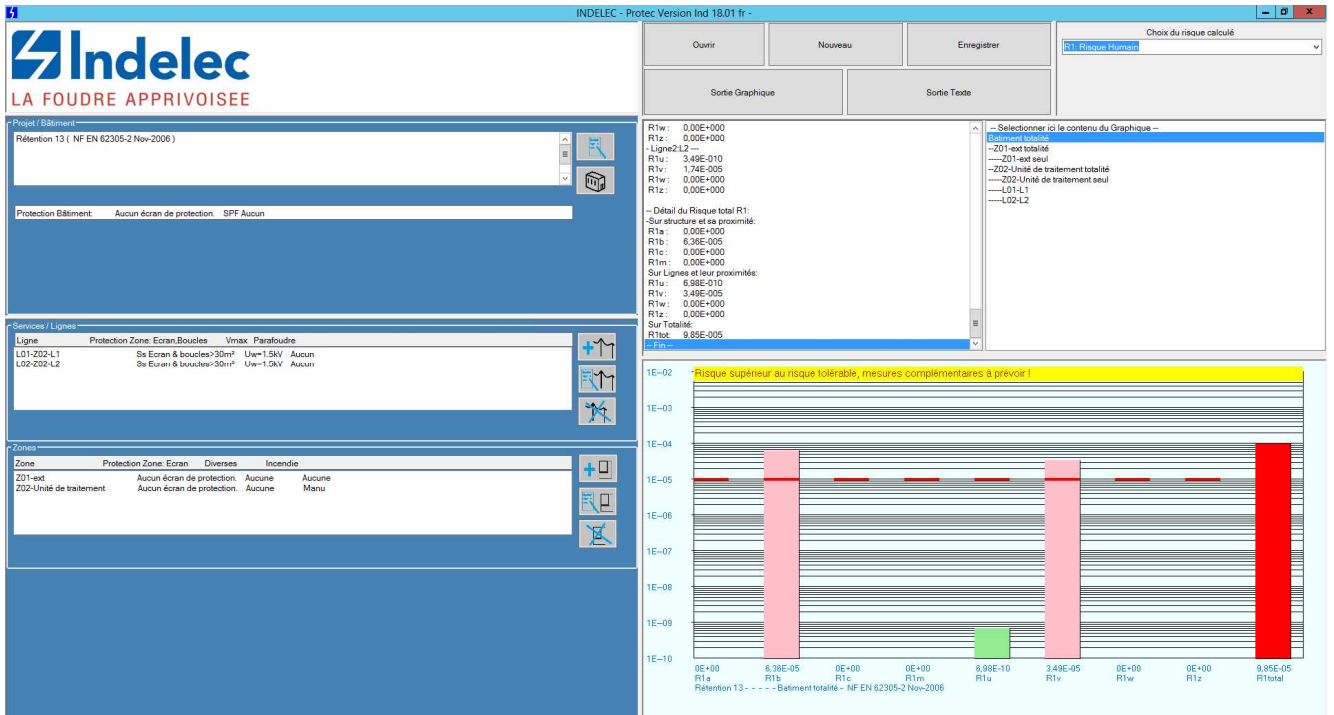 INDELEC - Protec Version Ind 18.01 fr -
Indelec
LA FOUDRE APPRIVOISEE
Ouvrir
Nouveau
Enregistrer
Sortie Graphique
Sortie Texte
Choix du risque calculé
R1: Risque Humain
Projet / Bâtiment
Rétention 13 ( NF EN 62305-2 Nov-2006 )
Protection Bâtiment: Aucun écran de protection. SPF Aucun
Services / Lignes
Ligne Protection Zone: Ecran,Boucles Vmax Parafoudre
L01-Z02-L1 Ss Ecran & boucles>30m² Uw=1.5kV Aucun
L02-Z02-L2 Ss Ecran & boucles>30m² Uw=1.5kV Aucun
Zones
Zone Protection Zone: Ecran Diverses Incendie
Z01-ext Aucun écran de protection. Aucune Aucune
Z02-Unité de traitement Aucun écran de protection. Aucune Manu
R1w : 0,00E+000
R1z : 0,00E+000
- Ligne2:L2 ---
R1u : 3,49E-010
R1v: 1,74E-005
R1w : 0,00E+000
R1z : 0,00E+000
-- Détail du Risque total R1:
-Sur structure et sa proximité:
R1a : 0,00E+000
R1b : 6,36E-005
R1c : 0,00E+000
R1m : 0,00E+000
Sur Lignes et leur proximités:
R1u : 6,98E-010
R1v : 3,49E-005
R1w : 0,00E+000
R1z : 0,00E+000
Sur Totalité:
R1tot: 9,85E-005
-- Fin --
-- Selectionner ici le contenu du Graphique --
Batiment totalité
--Z01-ext totalité
-----Z01-ext seul
--Z02-Unité de traitement totalité
-----Z02-Unité de traitement seul
-----L01-L1
-----L02-L2
Risque supérieur au risque tolérable, mesures complémentaires à prévoir !
1E-02
1E-03
1E-04
1E-05
1E-06
1E-07
1E-08
1E-09
1E-10
0E+00 6,36E-05 0E+00 0E+00 6,98E-10 3,49E-05 0E+00 0E+00 9,85E-05
R1a R1b R1c R1m R1u R1v R1w R1z R1total
Rétention 13 - - - - - Batiment totalité - NF EN 62305-2 Nov-2006